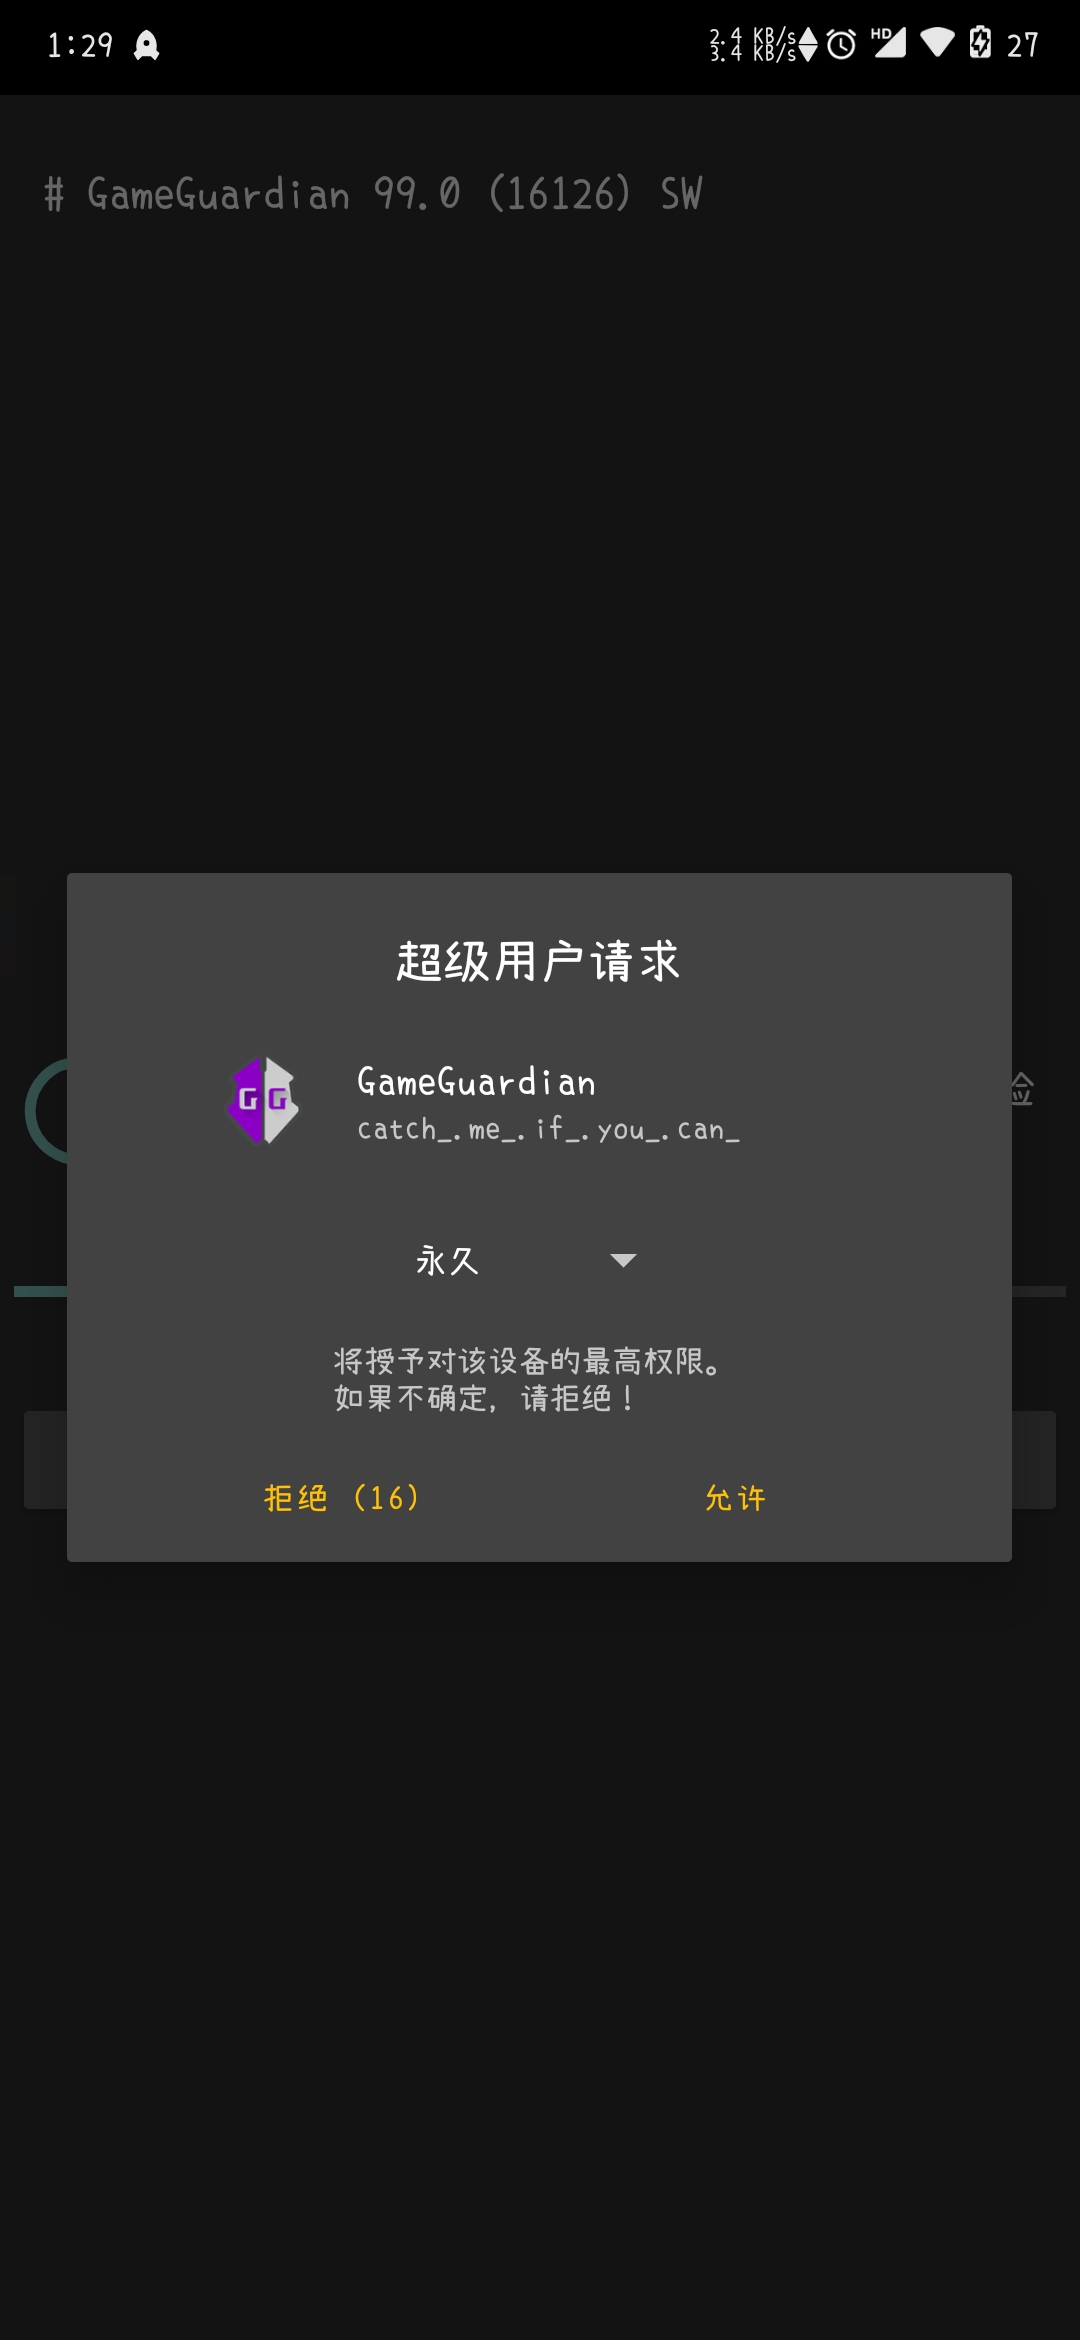 1:29
2.4 KB/s
3.4 KB/s
HD
27
# GameGuardian 99.0 (16126) SW
超级用户请求
GG
GameGuardian
catch_.me_.if_.you_.can_
永久
将授予对该设备的最高权限。
如果不确定，请拒绝！
拒绝 (16)
允许